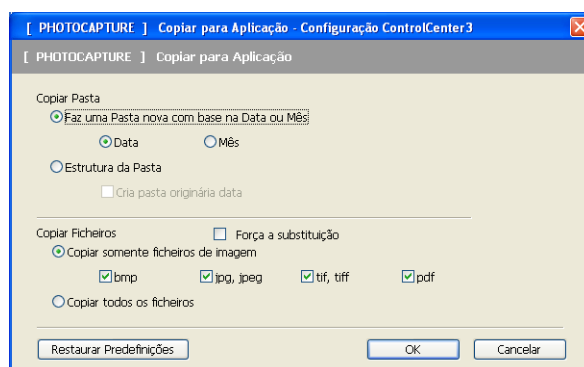 [ PHOTOCAPTURE ] Copiar para Aplicação - Configuração ControlCenter3
[ PHOTOCAPTURE ] Copiar para Aplicação
Copiar Pasta
Faz uma Pasta nova com base na Data ou Mês
Data Mês
Estrutura da Pasta
Cria pasta originária data
Copiar Ficheiros Força a substituição
Copiar somente ficheiros de imagem
bmp jpg, jpeg tif, tiff pdf
Copiar todos os ficheiros
Restaurar Predefinições OK Cancelar